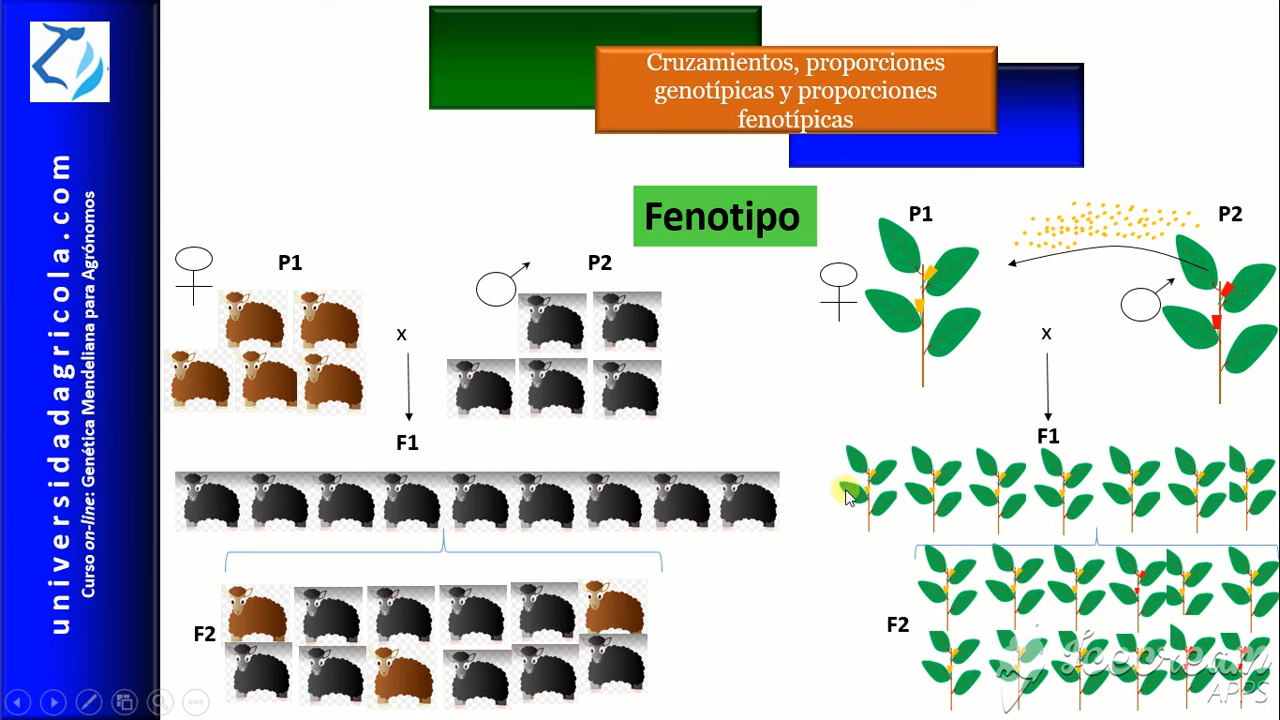 Cruzamientos, proporciones
genotípicas y proporciones
fenotípicas
universidadagricola.com
Curso on-line: Genética Mendeliana para Agrónomos
Fenotipo
P1
P2
P1
P2
x
x
F1
F1
F2
F2
APPS